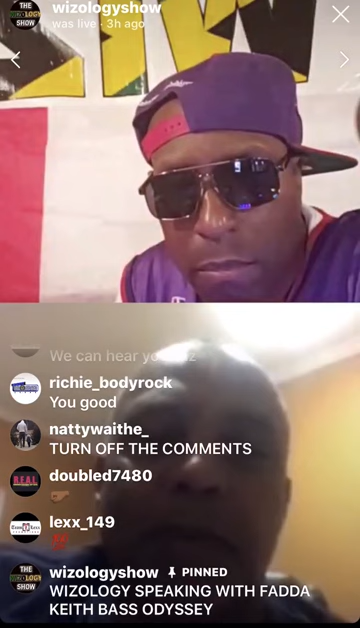 wizologyshow
was live · 3h ago
We can hear yo
richie_bodyrock
You good
nattywaithe_
TURN OFF THE COMMENTS
doubled7480
lexx_149
wizologyshow PINNED
WIZOLOGY SPEAKING WITH FADDA
KEITH BASS ODYSSEY